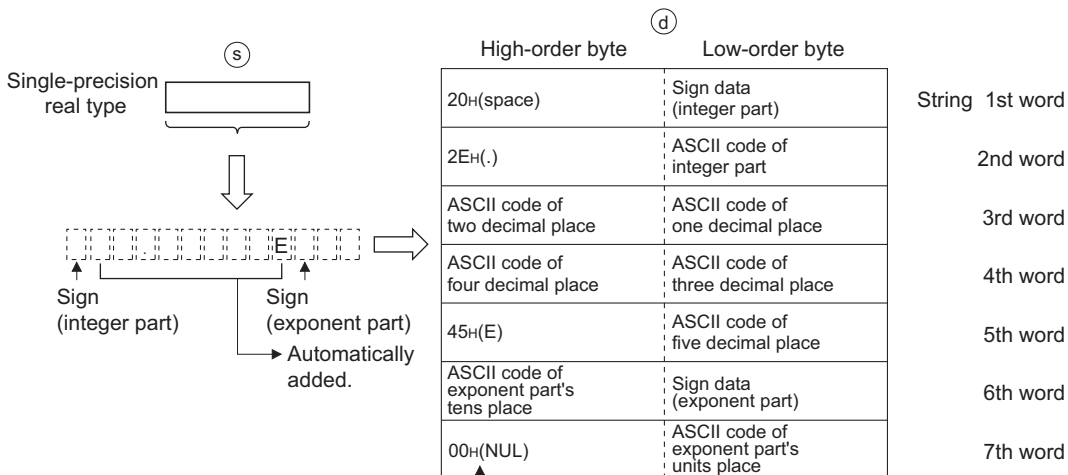 ⓓ
High-order byte Low-order byte
ⓢ
Single-precision
real type
20H(space)
Sign data
(integer part)
String 1st word
2EH(.)
ASCII code of
integer part
2nd word
ASCII code of
two decimal place
ASCII code of
one decimal place
3rd word
. E
ASCII code of
four decimal place
ASCII code of
three decimal place
4th word
Sign
(integer part)
Sign
(exponent part)
Automatically
added.
45H(E)
ASCII code of
five decimal place
5th word
ASCII code of
exponent part's
tens place
Sign data
(exponent part)
6th word
00H(NUL)
ASCII code of
exponent part's
units place
7th word